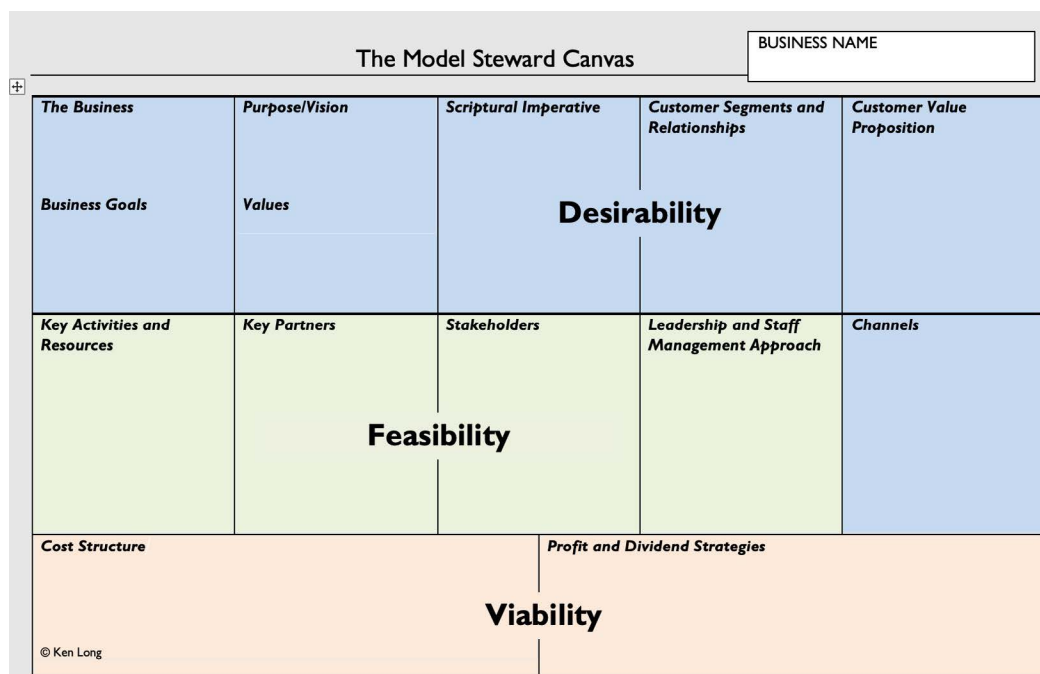 The Model Steward Canvas
BUSINESS NAME
The Business
Purpose/Vision
Scriptural Imperative
Customer Segments and
Relationships
Customer Value
Proposition
Business Goals
Values
Desirability
Key Activities and
Resources
Key Partners
Stakeholders
Leadership and Staff
Management Approach
Channels
Feasibility
Cost Structure
Profit and Dividend Strategies
Viability
© Ken Long